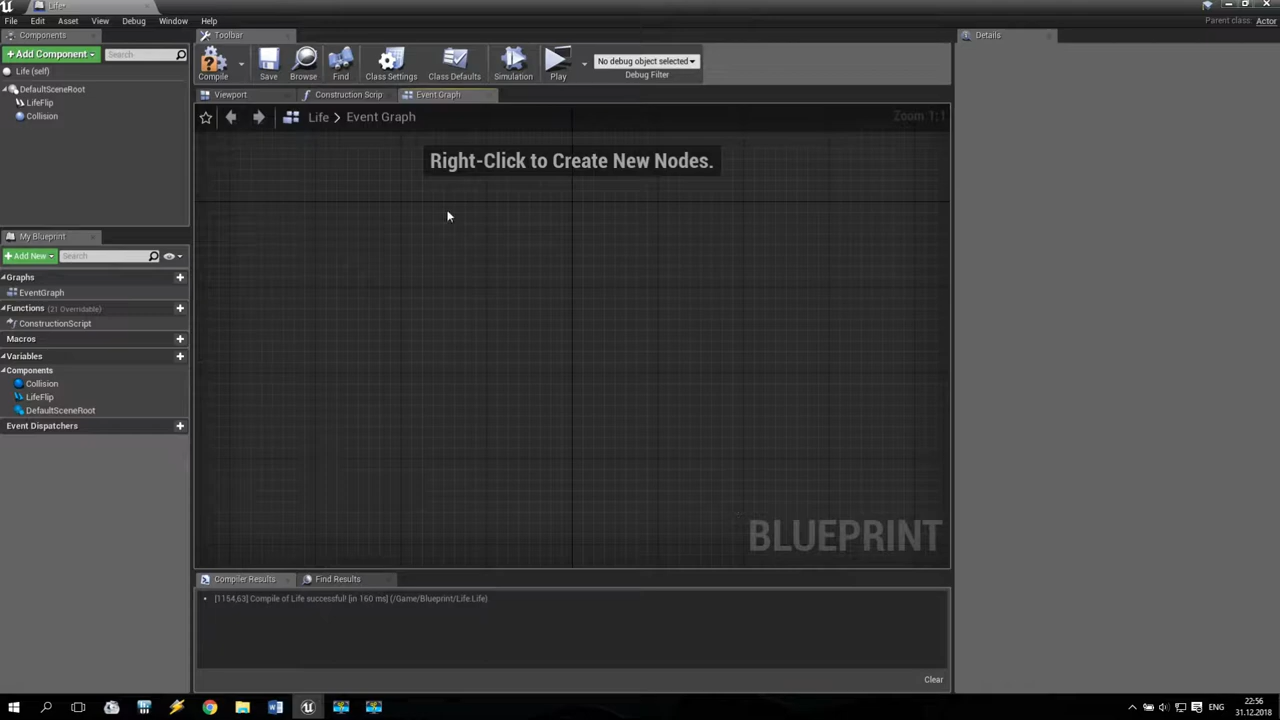 Life*
File Edit Asset View Debug Window Help
Parent class: Actor
Components
Toolbar
Details
+Add Component
Search
Life (self)
DefaultSceneRoot
LifeFlip
Collision
Compile
Save
Browse
Find
Class Settings
Class Defaults
Simulation
Play
No debug object selected
Debug Filter
Viewport
Construction Scrip
Event Graph
Life > Event Graph
Zoom 1:1
Right-Click to Create New Nodes.
My Blueprint
+Add New
Search
Graphs
EventGraph
Functions (21 Overridable)
ConstructionScript
Macros
Variables
Components
Collision
LifeFlip
DefaultSceneRoot
Event Dispatchers
BLUEPRINT
Compiler Results
Find Results
[1154,63] Compile of Life successful! [in 160 ms] (/Game/Blueprint/Life.Life)
Clear
ENG
22:56
31.12.2018